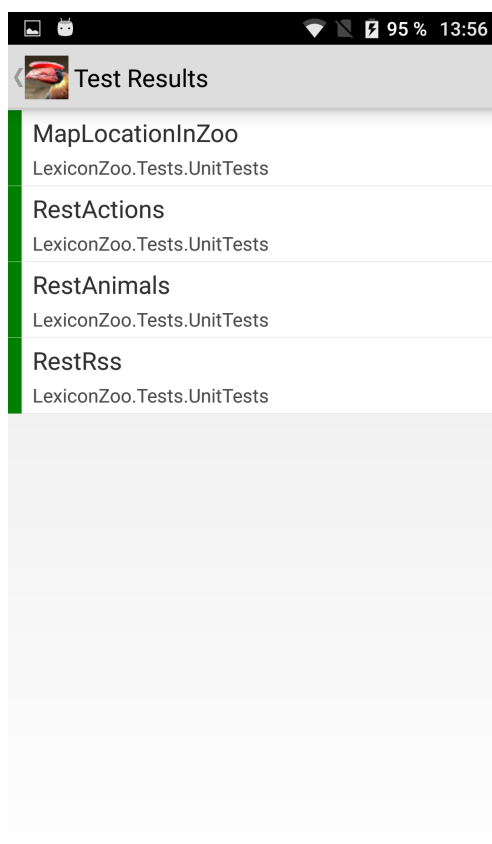 95 % 13:56
Test Results
MapLocationInZoo
LexiconZoo.Tests.UnitTests
RestActions
LexiconZoo.Tests.UnitTests
RestAnimals
LexiconZoo.Tests.UnitTests
RestRss
LexiconZoo.Tests.UnitTests